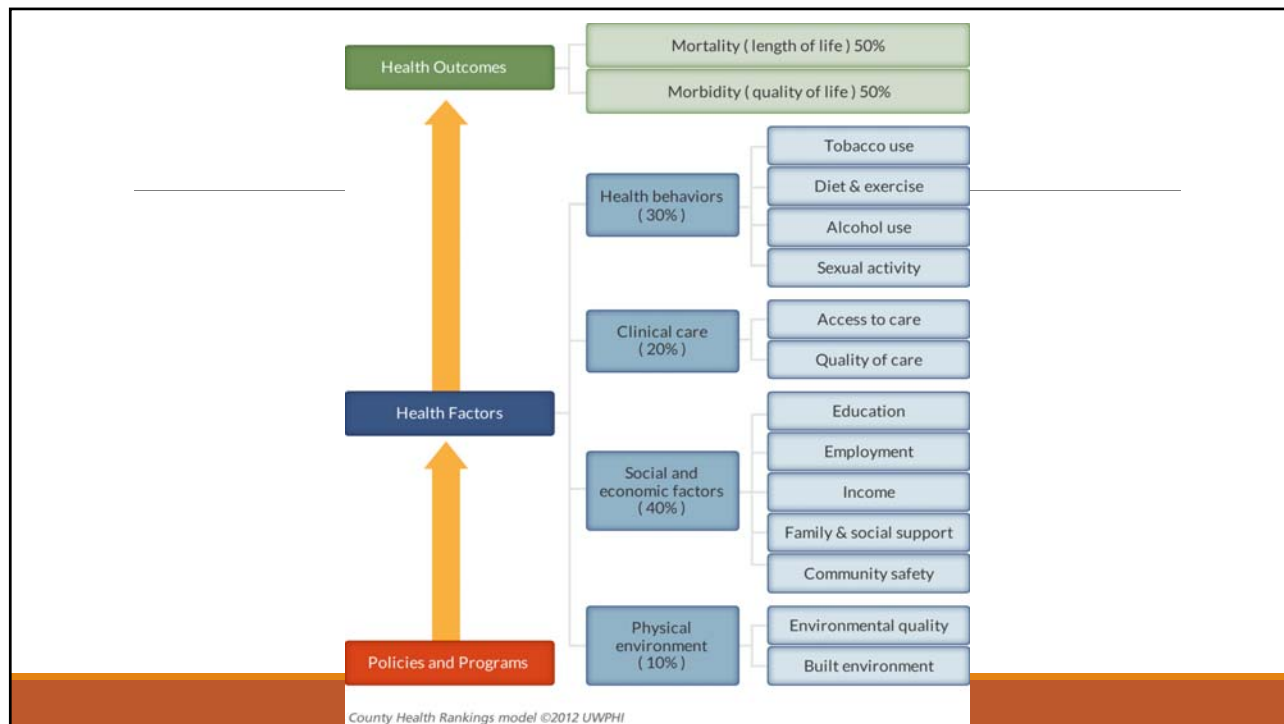 Health Outcomes
Mortality ( length of life ) 50%
Morbidity ( quality of life ) 50%
Health Factors
Policies and Programs
Health behaviors
( 30% )
Tobacco use
Diet & exercise
Alcohol use
Sexual activity
Clinical care
( 20% )
Access to care
Quality of care
Social and
economic factors
( 40% )
Education
Employment
Income
Family & social support
Community safety
Physical
environment
( 10% )
Environmental quality
Built environment
County Health Rankings model ©2012 UWPHI